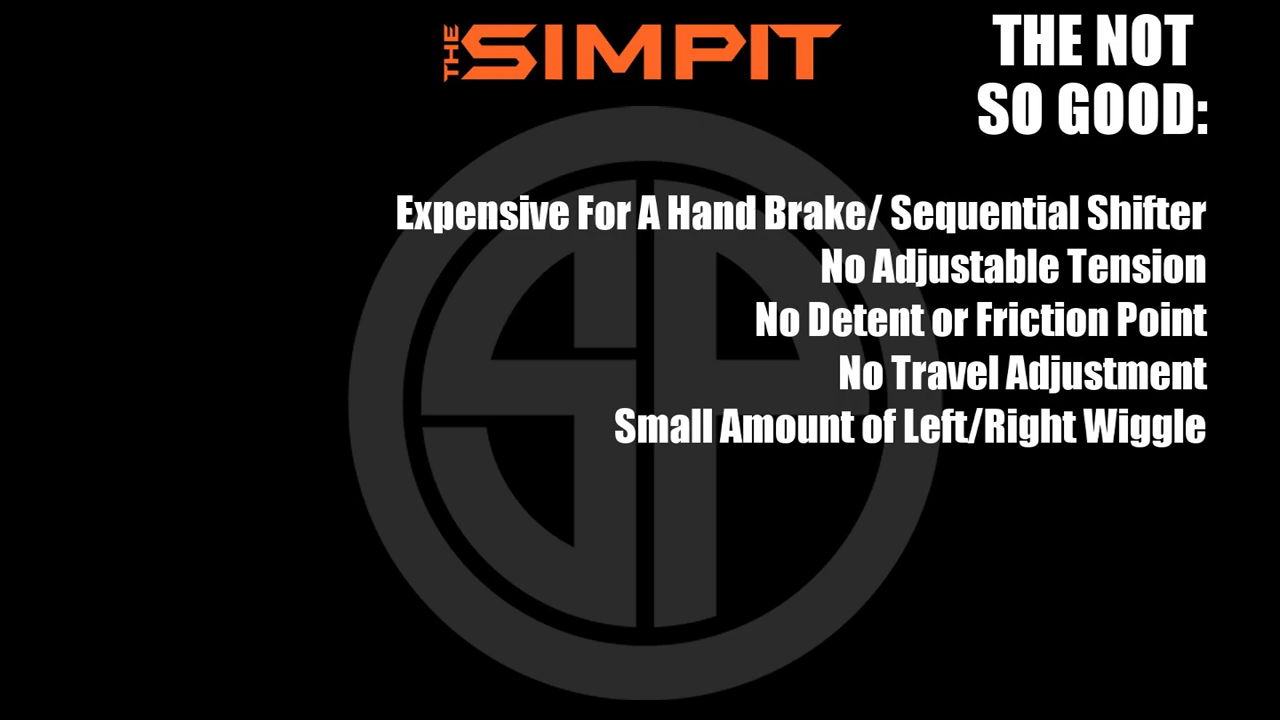 THE SIMPIT
THE NOT
SO GOOD:
Expensive For A Hand Brake/ Sequential Shifter
No Adjustable Tension
No Detent or Friction Point
No Travel Adjustment
Small Amount of Left/Right Wiggle
SP